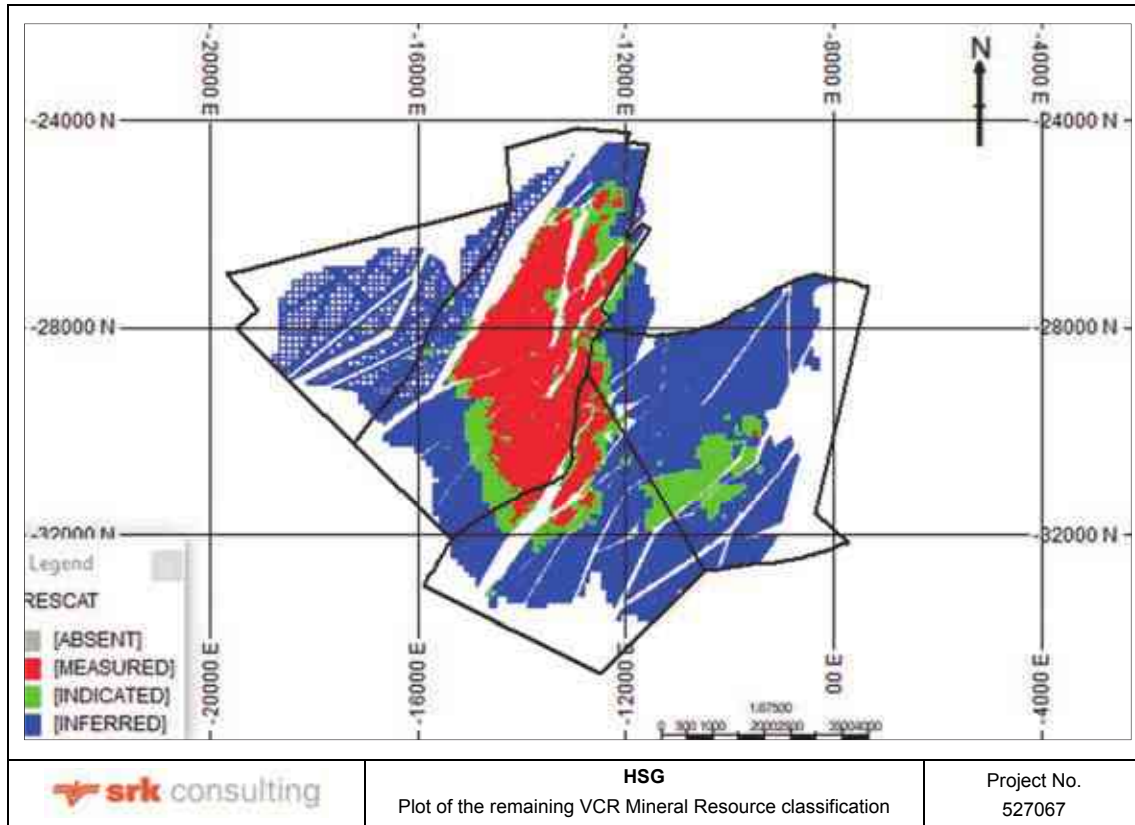 -20000 E
-16000 E
-12000 E
-8000 E
-4000 E
N
-24000 N
-24000 N
-28000 N
-28000 N
-32000 N
-32000 N
Legend
RESCAT
[ABSENT]
[MEASURED]
[INDICATED]
[INFERRED]
-20000 E
-16000 E
-12000 E
00 E
-4000 E
srk consulting
HSG
Plot of the remaining VCR Mineral Resource classification
Project No.
527067